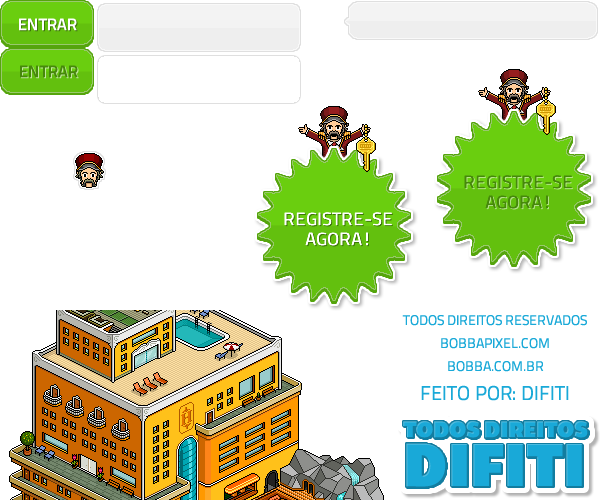 ENTRAR
ENTRAR
REGISTRE-SE
AGORA!
REGISTRE-SE
AGORA!
TODOS DIREITOS RESERVADOS
BOBBAPIXEL.COM
BOBBA.COM.BR
FEITO POR: DIFITI
TODOS DIREITOS
DIFITI